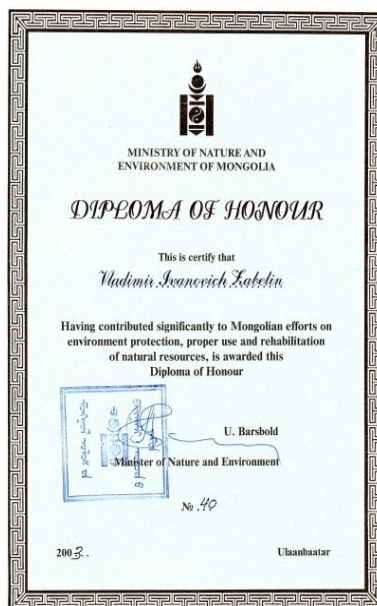 MINISTRY OF NATURE AND
ENVIRONMENT OF MONGOLIA
DIPLOMA OF HONOUR
This is certify that
Vladimir Ivanovich Zabelin
Having contributed significantly to Mongolian efforts on
environment protection, proper use and rehabilitation
of natural resources, is awarded this
Diploma of Honour
U. Barsbold
Minister of Nature and Environment
№ 40
2003.
Ulaanbaatar